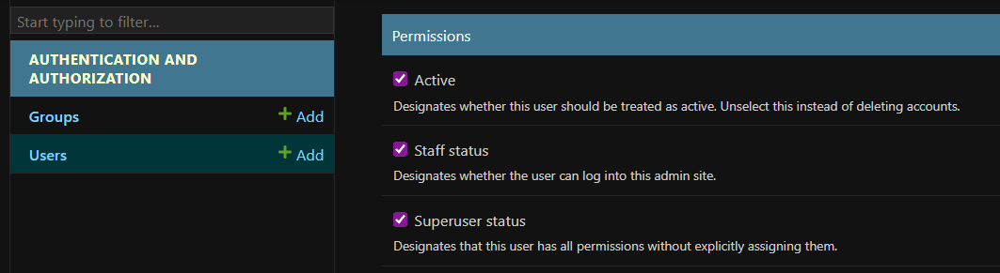 Start typing to filter...
AUTHENTICATION AND
AUTHORIZATION
Groups
Add
Users
Add
Permissions
Active
Designates whether this user should be treated as active. Unselect this instead of deleting accounts.
Staff status
Designates whether the user can log into this admin site.
Superuser status
Designates that this user has all permissions without explicitly assigning them.